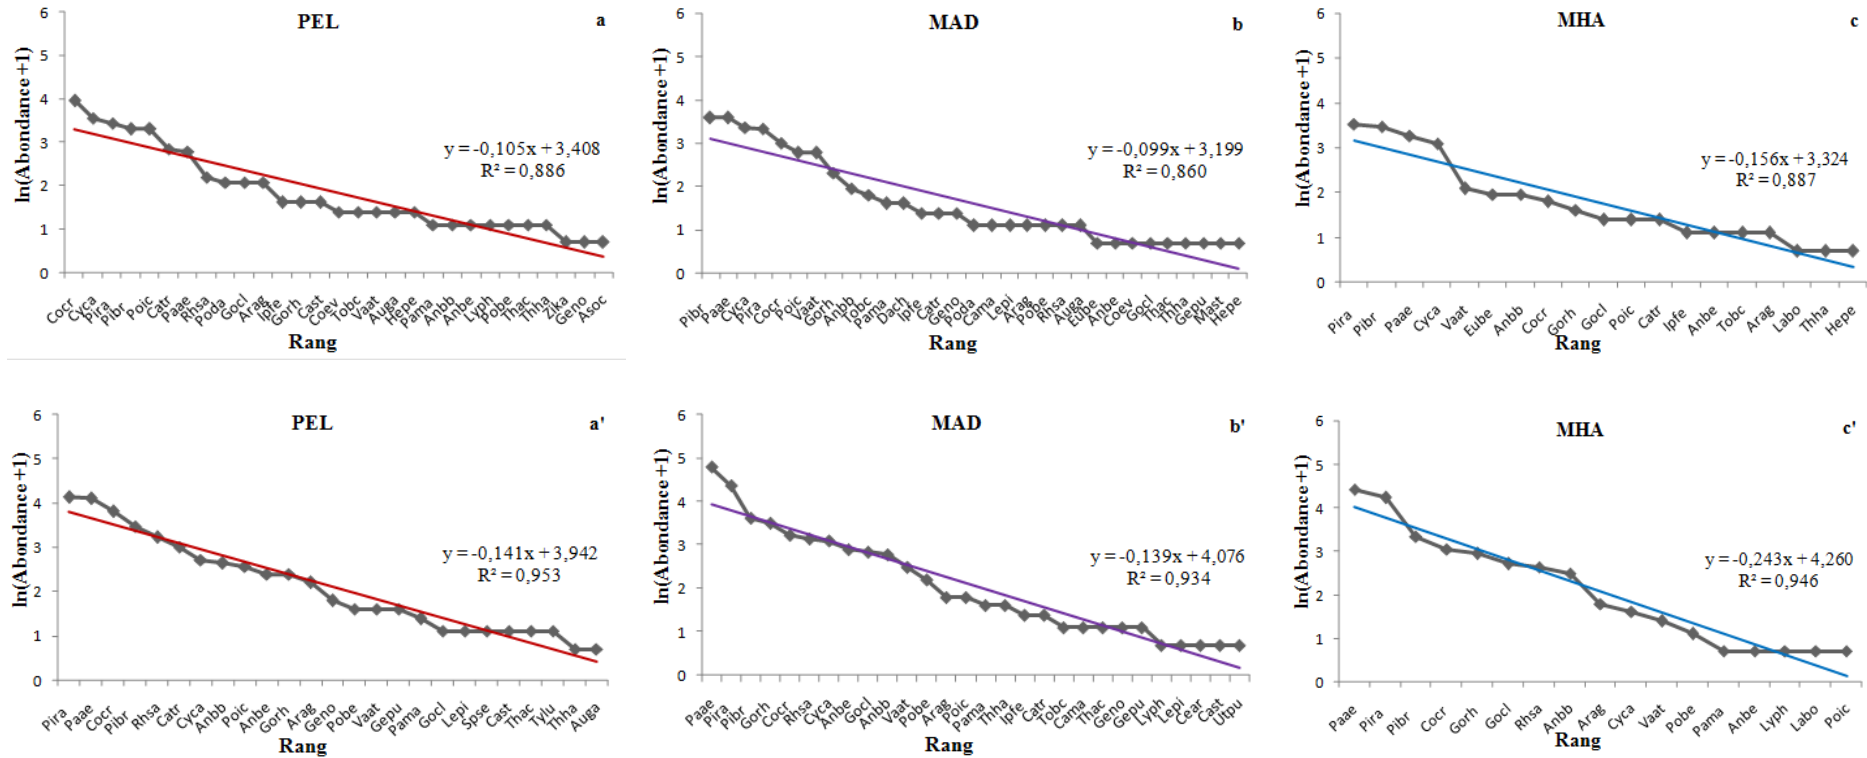 PEL a
ln(Abondance+1)
6
5
4
3
2
1
0
y = -0,105x + 3,408
R² = 0,886
Cocr Cyca Pira Pibr Poic Catr Paae Rhsa Poda Gocl Arag Ipfe Gorh Cast Coev Tobc Vaat Auga Hepe Pama Anbb Anbe Lyph Pobe Thac Thha Zika Geno Asoc
Rang
MAD b
ln(Abondance+1)
6
5
4
3
2
1
0
y = -0,099x + 3,199
R² = 0,860
Pibr Paae Cyca Pira Cocr Poic Vaat Gorh Anbb Tobc Pama Dach Ipfe Catr Geno Poda Cama Lepi Arag Pobe Rhsa Auga Eube Anbe Coev Gocl Thac Thha Gepu Mast Hepe
Rang
MHA c
ln(Abondance+1)
6
5
4
3
2
1
0
y = -0,156x + 3,324
R² = 0,887
Pira Pibr Paae Cyca Vaat Eube Anbb Cocr Gorh Gocl Poic Catr Ipfe Anbe Tobc Arag Labo Thha Hepe
Rang
PEL a'
ln(Abondance+1)
6
5
4
3
2
1
0
y = -0,141x + 3,942
R² = 0,953
Pira Paae Cocr Pibr Rhsa Catr Cyca Anbb Poic Anbe Gorh Arag Geno Pobe Vaat Gepu Pama Gocl Lepi Spse Cast Thac Tylu Thha Auga
Rang
MAD b'
ln(Abondance+1)
6
5
4
3
2
1
0
y = -0,139x + 4,076
R² = 0,934
Paae Pira Pibr Gorh Cocr Rhsa Cyca Anbe Gocl Anbb Vaat Pobe Arag Poic Pama Thha Ipfe Catr Tobc Cama Thac Geno Gepu Lyph Lepi Cear Cast Utpu
Rang
MHA c'
ln(Abondance+1)
6
5
4
3
2
1
0
y = -0,243x + 4,260
R² = 0,946
Paae Pira Pibr Cocr Gorh Gocl Rhsa Anbb Arag Cyca Vaat Pobe Pama Anbe Lyph Labo Poic
Rang